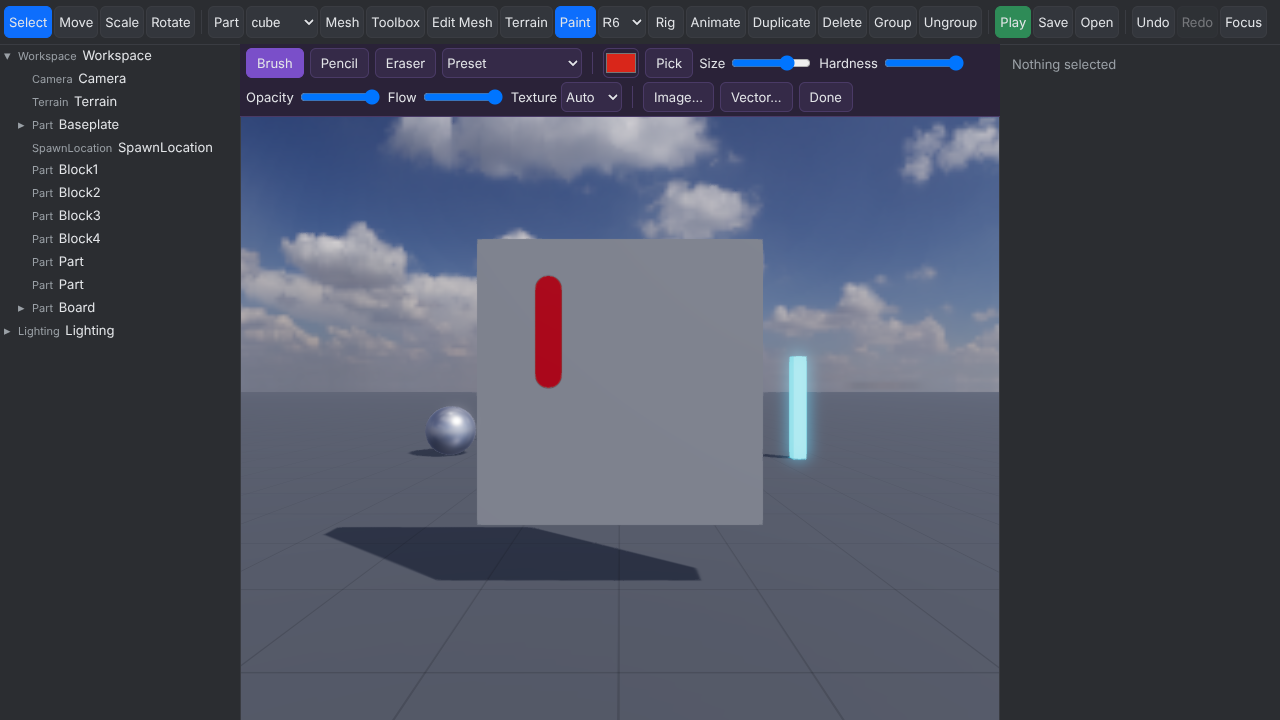 Select Move Scale Rotate Part cube Mesh Toolbox Edit Mesh Terrain Paint R6 Rig Animate Duplicate Delete Group Ungroup Play Save Open Undo Redo Focus
Workspace Workspace
Camera Camera
Terrain Terrain
Part Baseplate
SpawnLocation SpawnLocation
Part Block1
Part Block2
Part Block3
Part Block4
Part Part
Part Part
Part Board
Lighting Lighting
Brush Pencil Eraser Preset Pick Size Hardness
Opacity Flow Texture Auto Image... Vector... Done
Nothing selected